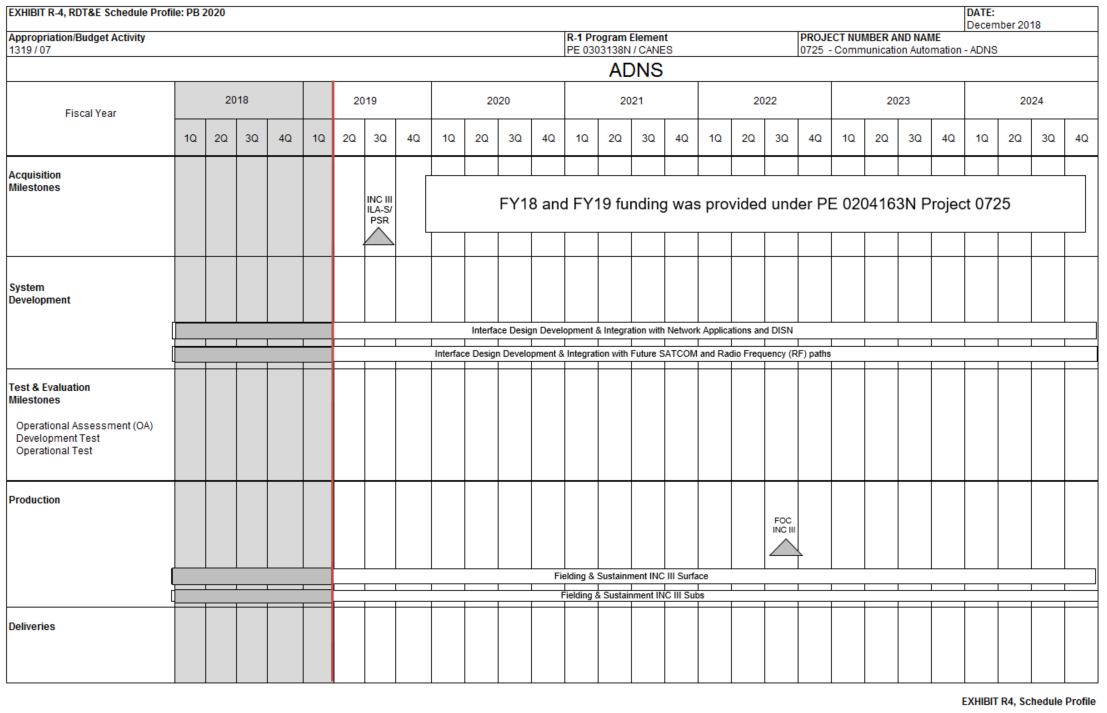 EXHIBIT R-4, RDT&E Schedule Profile: PB 2020
DATE:
December 2018
Appropriation/Budget Activity
1319 / 07
R-1 Program Element
PE 0303138N / CANES
PROJECT NUMBER AND NAME
0725 - Communication Automation - ADNS
ADNS
Fiscal Year
2018 2019 2020 2021 2022 2023 2024
1Q 2Q 3Q 4Q 1Q 2Q 3Q 4Q 1Q 2Q 3Q 4Q 1Q 2Q 3Q 4Q 1Q 2Q 3Q 4Q 1Q 2Q 3Q 4Q 1Q 2Q 3Q 4Q
Acquisition
Milestones
INC III
ILA-S/
PSR
FY18 and FY19 funding was provided under PE 0204163N Project 0725
System
Development
Interface Design Development & Integration with Network Applications and DISN
Interface Design Development & Integration with Future SATCOM and Radio Frequency (RF) paths
Test & Evaluation
Milestones
Operational Assessment (OA)
Development Test
Operational Test
Production
FOC
INC III
Fielding & Sustainment INC III Surface
Fielding & Sustainment INC III Subs
Deliveries
EXHIBIT R4, Schedule Profile